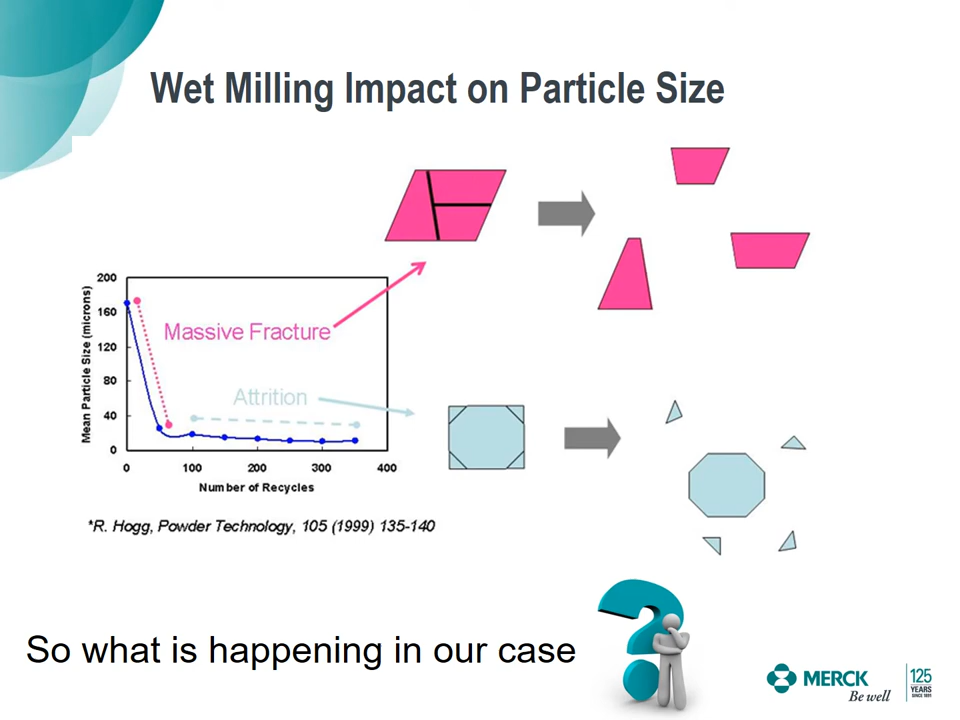 Wet Milling Impact on Particle Size
Massive Fracture
Attrition
Mean Particle Size (microns)
200
160
120
80
40
0
0 100 200 300 400
Number of Recycles
*R. Hogg, Powder Technology, 105 (1999) 135-140
So what is happening in our case
MERCK
Be well
125
YEARS
SINCE 1891